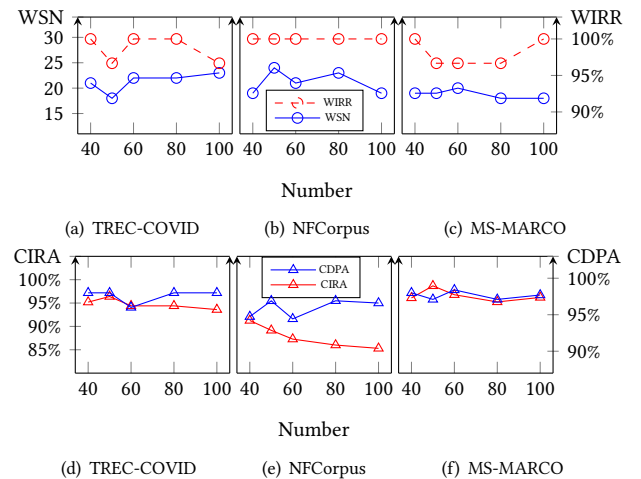 WSN
WIRR
30
25
20
15
100%
95%
90%
WIRR
WSN
40 60 80 100
40 60 80 100
40 60 80 100
Number
(a) TREC-COVID
(b) NFCorpus
(c) MS-MARCO
CIRA
CDPA
100%
95%
90%
85%
100%
95%
90%
CDPA
CIRA
40 60 80 100
40 60 80 100
40 60 80 100
Number
(d) TREC-COVID
(e) NFCorpus
(f) MS-MARCO